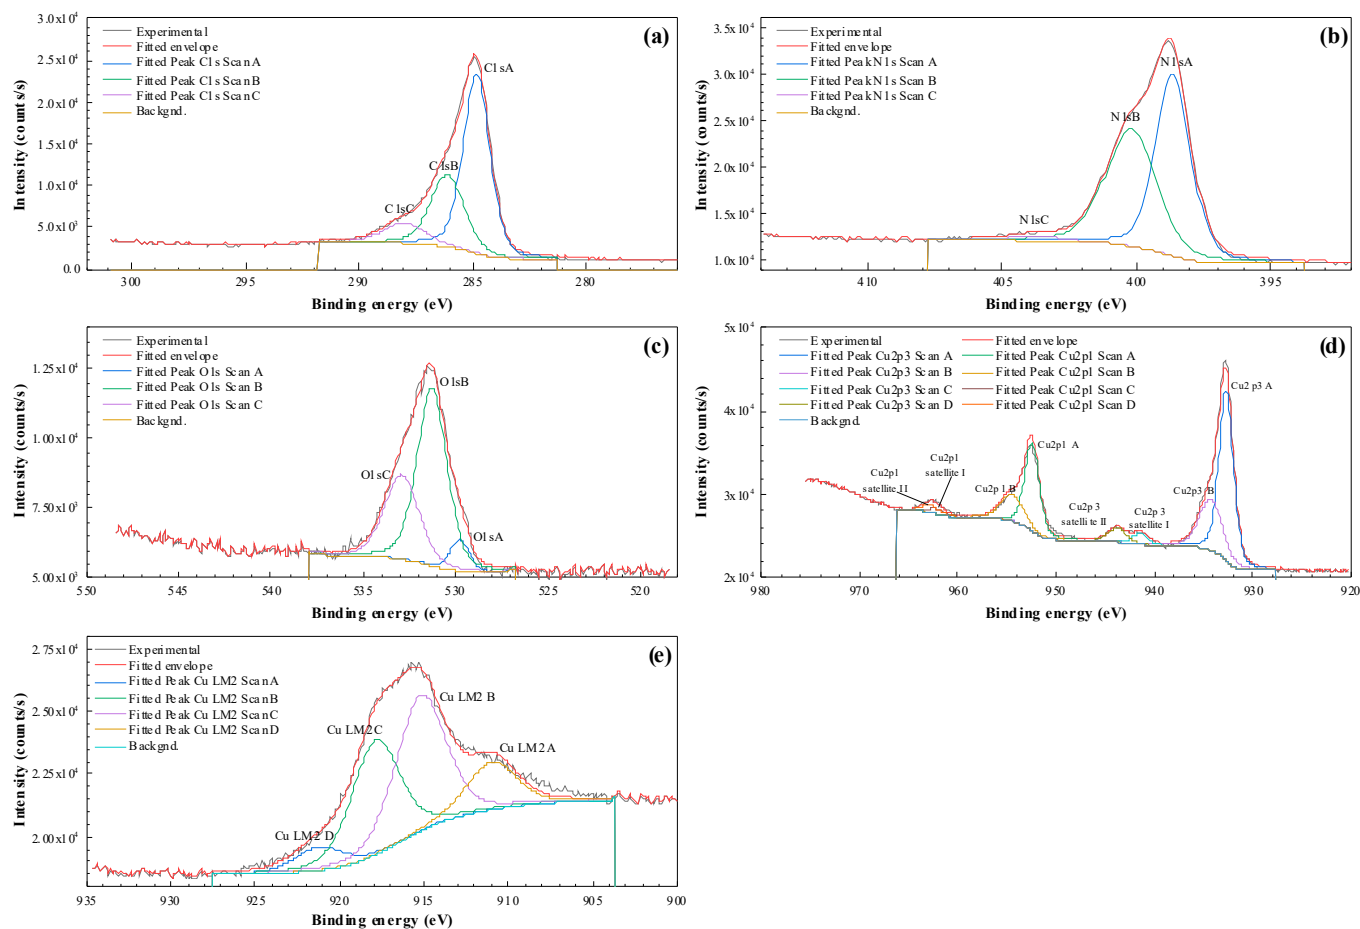 (a)
Experimental
Fitted envelope
Fitted Peak C1s Scan A
Fitted Peak C1s Scan B
Fitted Peak C1s Scan C
Backgnd.
C1sA
C1sB
C1sC
3.0x10⁴
2.5x10⁴
2.0x10⁴
1.5x10⁴
1.0x10⁴
5.0x10³
0.0
Intensity (counts/s)
300 295 290 285 280
Binding energy (eV)
(b)
Experimental
Fitted envelope
Fitted Peak N1s Scan A
Fitted Peak N1s Scan B
Fitted Peak N1s Scan C
Backgnd.
N1sA
N1sB
N1sC
3.5x10⁴
3.0x10⁴
2.5x10⁴
2.0x10⁴
1.5x10⁴
1.0x10⁴
Intensity (counts/s)
410 405 400 395
Binding energy (eV)
(c)
Experimental
Fitted envelope
Fitted Peak O1s Scan A
Fitted Peak O1s Scan B
Fitted Peak O1s Scan C
Backgnd.
O1sB
O1sC
O1sA
1.25x10⁴
1.00x10⁴
7.50x10³
5.00x10³
Intensity (counts/s)
550 545 540 535 530 525 520
Binding energy (eV)
(d)
Experimental
Fitted envelope
Fitted Peak Cu2p3 Scan A
Fitted Peak Cu2p1 Scan A
Fitted Peak Cu2p3 Scan B
Fitted Peak Cu2p1 Scan B
Fitted Peak Cu2p3 Scan C
Fitted Peak Cu2p1 Scan C
Fitted Peak Cu2p3 Scan D
Fitted Peak Cu2p1 Scan D
Backgnd.
Cu2p3 A
Cu2p1 A
Cu2p1
satellite I
Cu2p1
satellite II
Cu2p1 B
Cu2p3 B
Cu2p3
satellite II
Cu2p3
satellite I
5x10⁴
4x10⁴
3x10⁴
2x10⁴
Intensity (counts/s)
980 970 960 950 940 930 920
Binding energy (eV)
(e)
Experimental
Fitted envelope
Fitted Peak Cu LM2 Scan A
Fitted Peak Cu LM2 Scan B
Fitted Peak Cu LM2 Scan C
Fitted Peak Cu LM2 Scan D
Backgnd.
Cu LM2 B
Cu LM2 C
Cu LM2 A
Cu LM2 D
2.75x10⁴
2.50x10⁴
2.25x10⁴
2.00x10⁴
Intensity (counts/s)
935 930 925 920 915 910 905 900
Binding energy (eV)